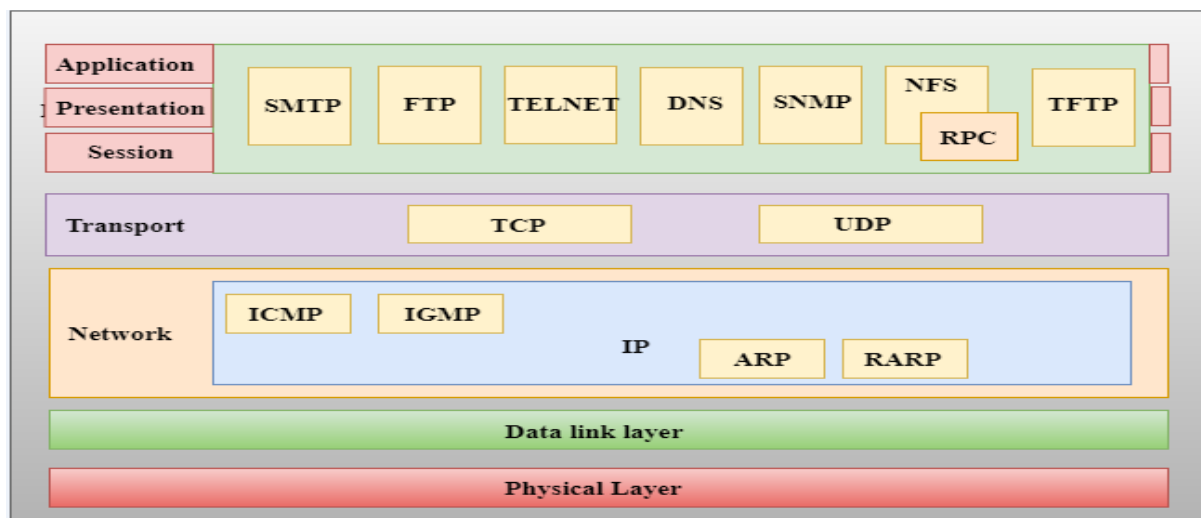 Application
Presentation
Session
SMTP
FTP
TELNET
DNS
SNMP
NFS
RPC
TFTP
Transport
TCP
UDP
Network
ICMP
IGMP
IP
ARP
RARP
Data link layer
Physical Layer